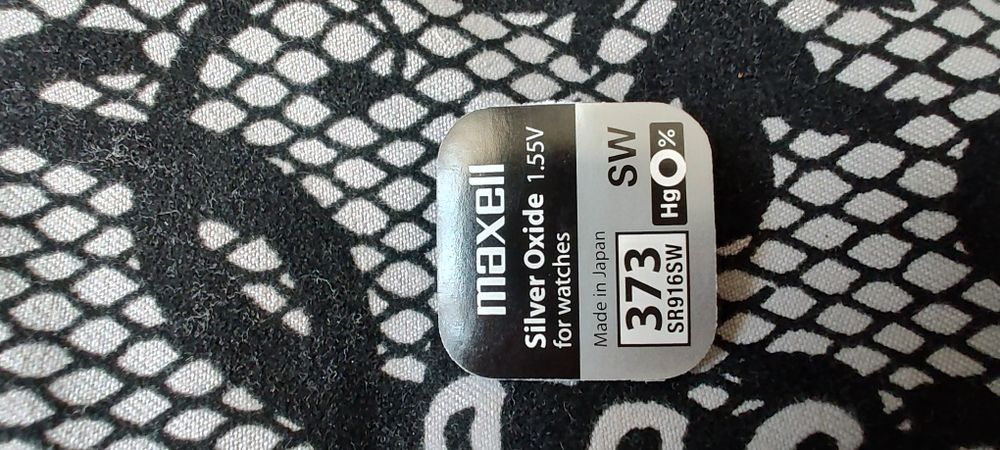 maxell
Silver Oxide 1.55V
for watches
Made in Japan
SW
373
SR916SW
Hg0%